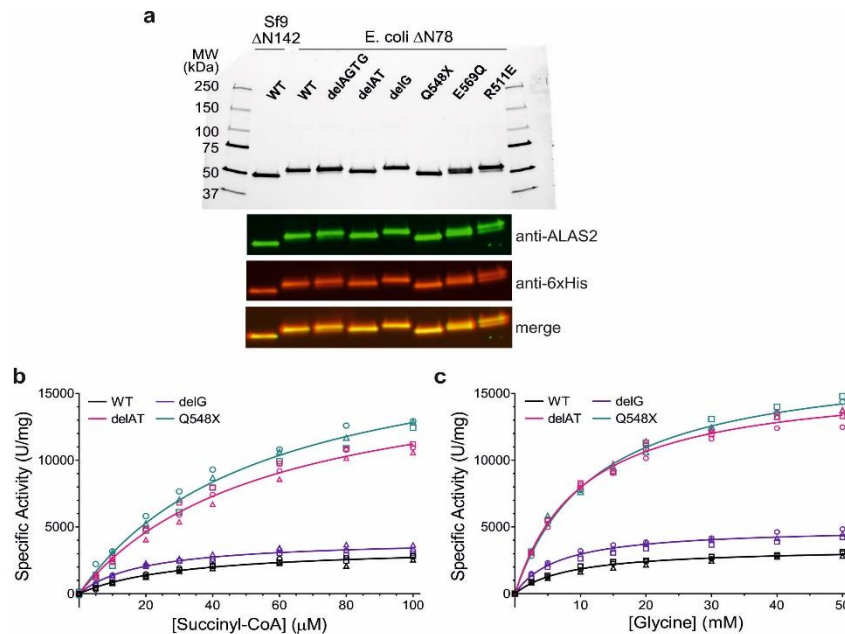 a
Sf9
ΔN142
E. coli ΔN78
MW
(kDa)
WT
WT
delAGTG
delAT
delG
Q548X
E569Q
R511E
250
150
100
75
50
37
anti-ALAS2
anti-6xHis
merge
b
WT
delAT
delG
Q548X
Specific Activity (U/mg)
15000
10000
5000
0
20
40
60
80
100
[Succinyl-CoA] (μM)
c
WT
delAT
delG
Q548X
Specific Activity (U/mg)
15000
10000
5000
0
10
20
30
40
50
[Glycine] (mM)